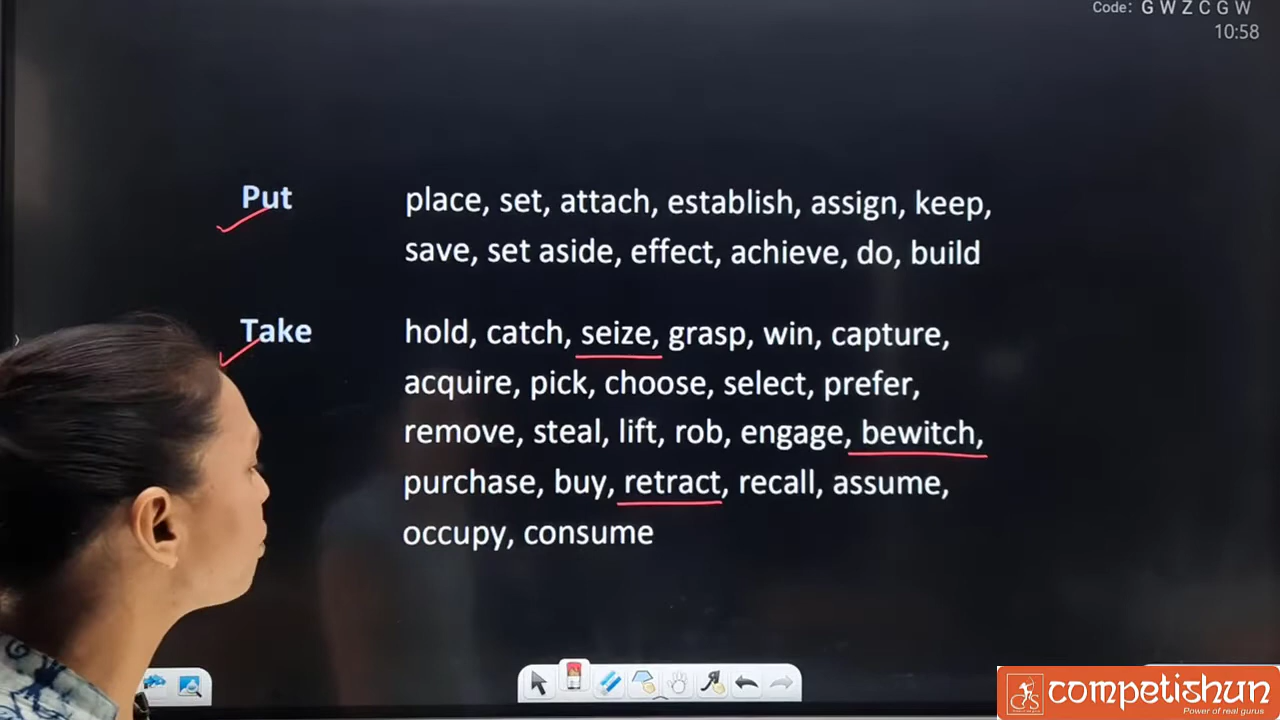 Code: G W Z C G W
10:58
Put place, set, attach, establish, assign, keep,
save, set aside, effect, achieve, do, build
Take hold, catch, seize, grasp, win, capture,
acquire, pick, choose, select, prefer,
remove, steal, lift, rob, engage, bewitch,
purchase, buy, retract, recall, assume,
occupy, consume
competishun
Power of real gurus